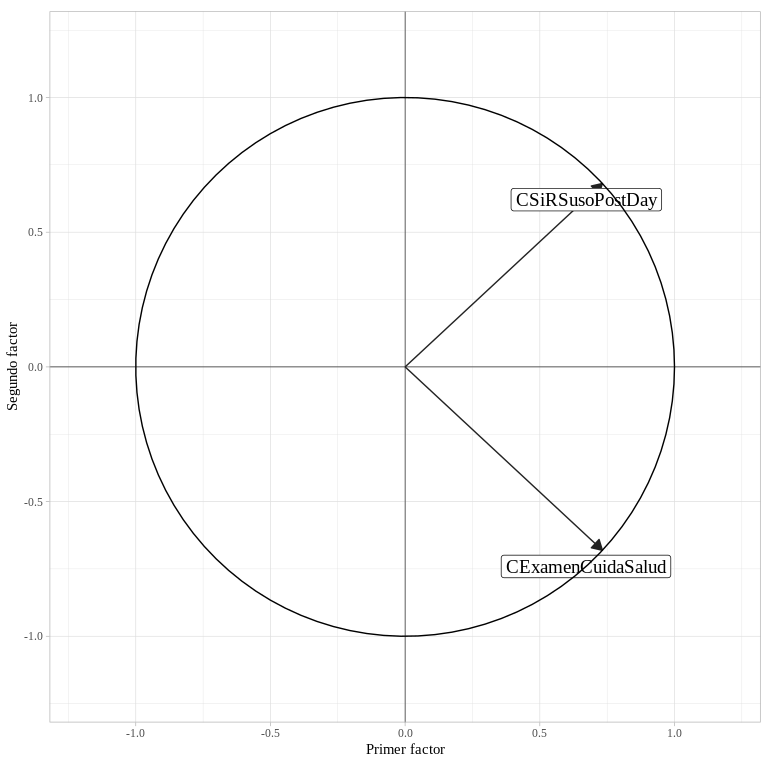 1.0
CSiRSusoPostDay
0.5
0.0
-0.5
CExamenCuidaSalud
-1.0
-1.0 -0.5 0.0 0.5 1.0
Primer factor
Segundo factor